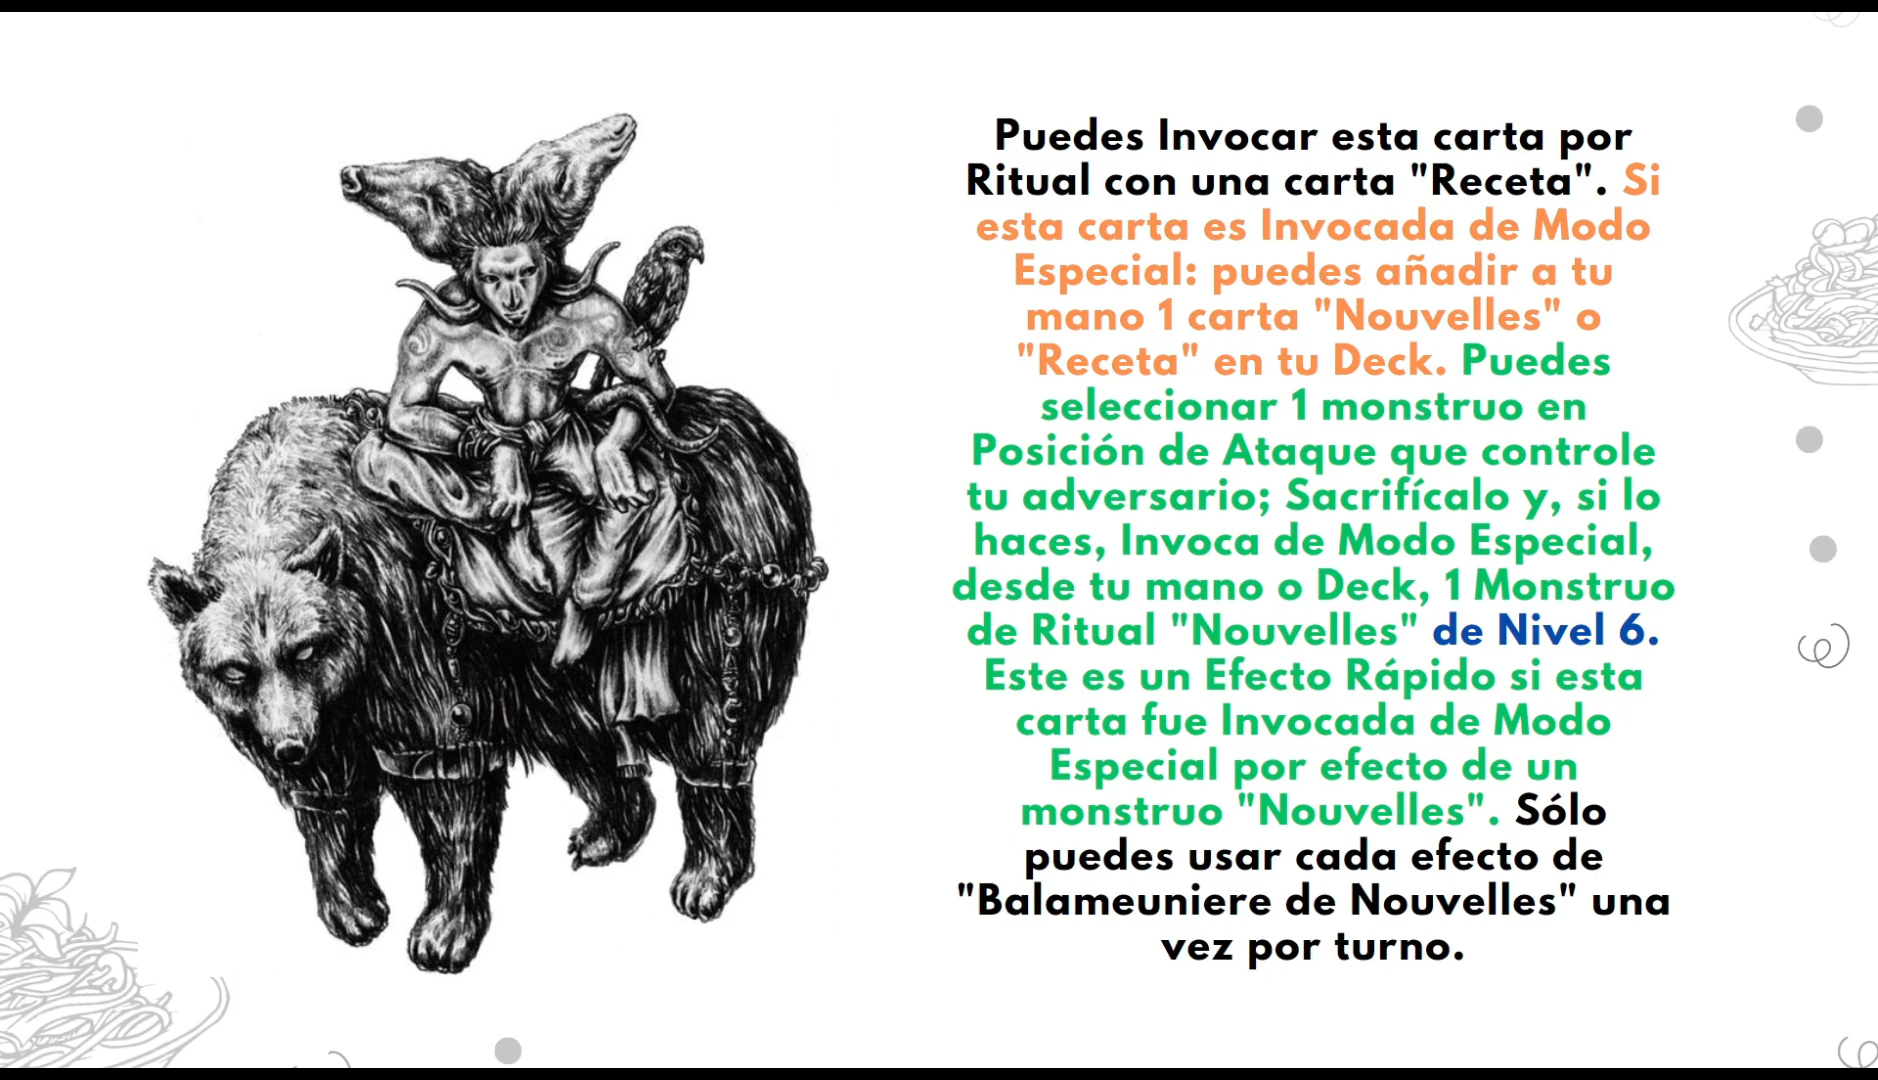 Puedes Invocar esta carta por
Ritual con una carta "Receta". Si
esta carta es Invocada de Modo
Especial: puedes añadir a tu
mano 1 carta "Nouvelles" o
"Receta" en tu Deck. Puedes
seleccionar 1 monstruo en
Posición de Ataque que controle
tu adversario; Sacrifícalo y, si lo
haces, Invoca de Modo Especial,
desde tu mano o Deck, 1 Monstruo
de Ritual "Nouvelles" de Nivel 6.
Este es un Efecto Rápido si esta
carta fue Invocada de Modo
Especial por efecto de un
monstruo "Nouvelles". Sólo
puedes usar cada efecto de
"Balameuniere de Nouvelles" una
vez por turno.